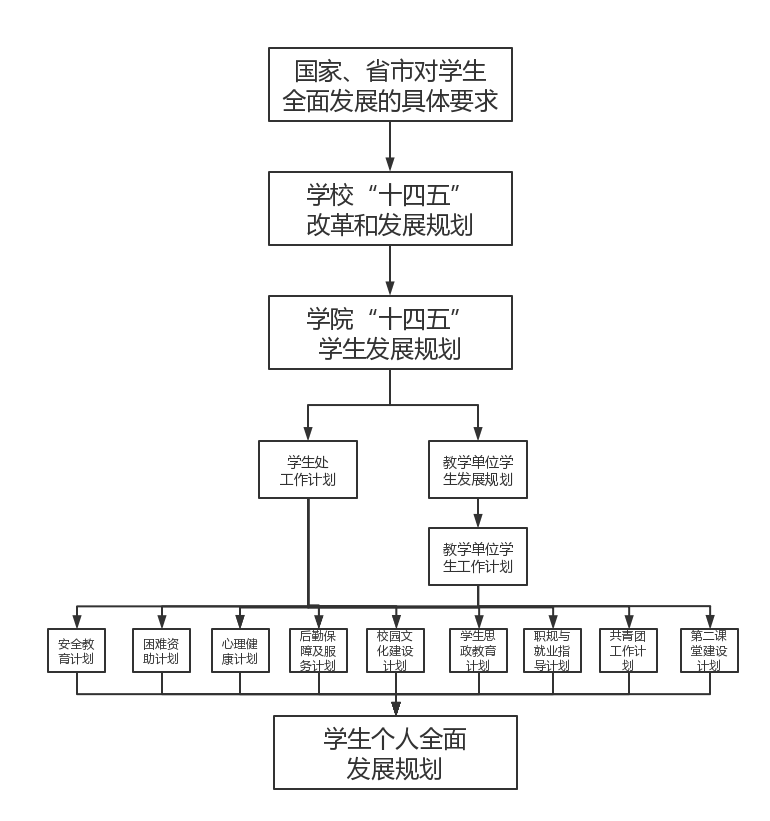 国家、省市对学生
全面发展的具体要求
学校“十四五”
改革和发展规划
学院“十四五”
学生发展规划
学生处
工作计划
教学单位学
生发展规划
教学单位学
生工作计划
安全教
育计划
困难资
助计划
心理健
康计划
后勤保
障及服
务计划
校园文
化建设
计划
学生思
政教育
计划
职规与
就业指
导计划
共青团
工作计
划
第二课
堂建设
计划
学生个人全面
发展规划